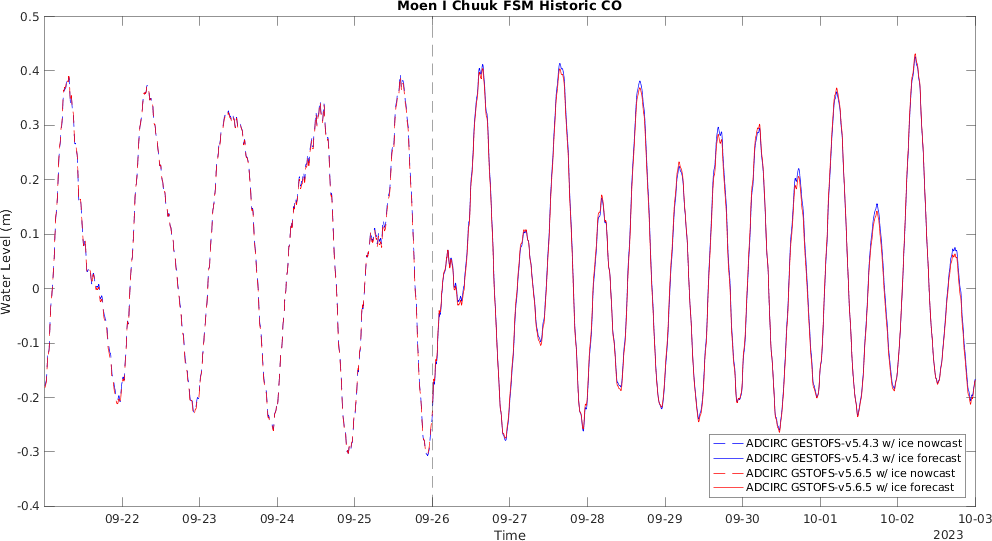 Moen I Chuuk FSM Historic CO
Water Level (m)
0.5
0.4
0.3
0.2
0.1
0
-0.1
-0.2
-0.3
-0.4
ADCIRC GESTOFS-v5.4.3 w/ ice nowcast
ADCIRC GESTOFS-v5.4.3 w/ ice forecast
ADCIRC GSTOFS-v5.6.5 w/ ice nowcast
ADCIRC GSTOFS-v5.6.5 w/ ice forecast
09-22 09-23 09-24 09-25 09-26 09-27 09-28 09-29 09-30 10-01 10-02 10-03
Time
2023